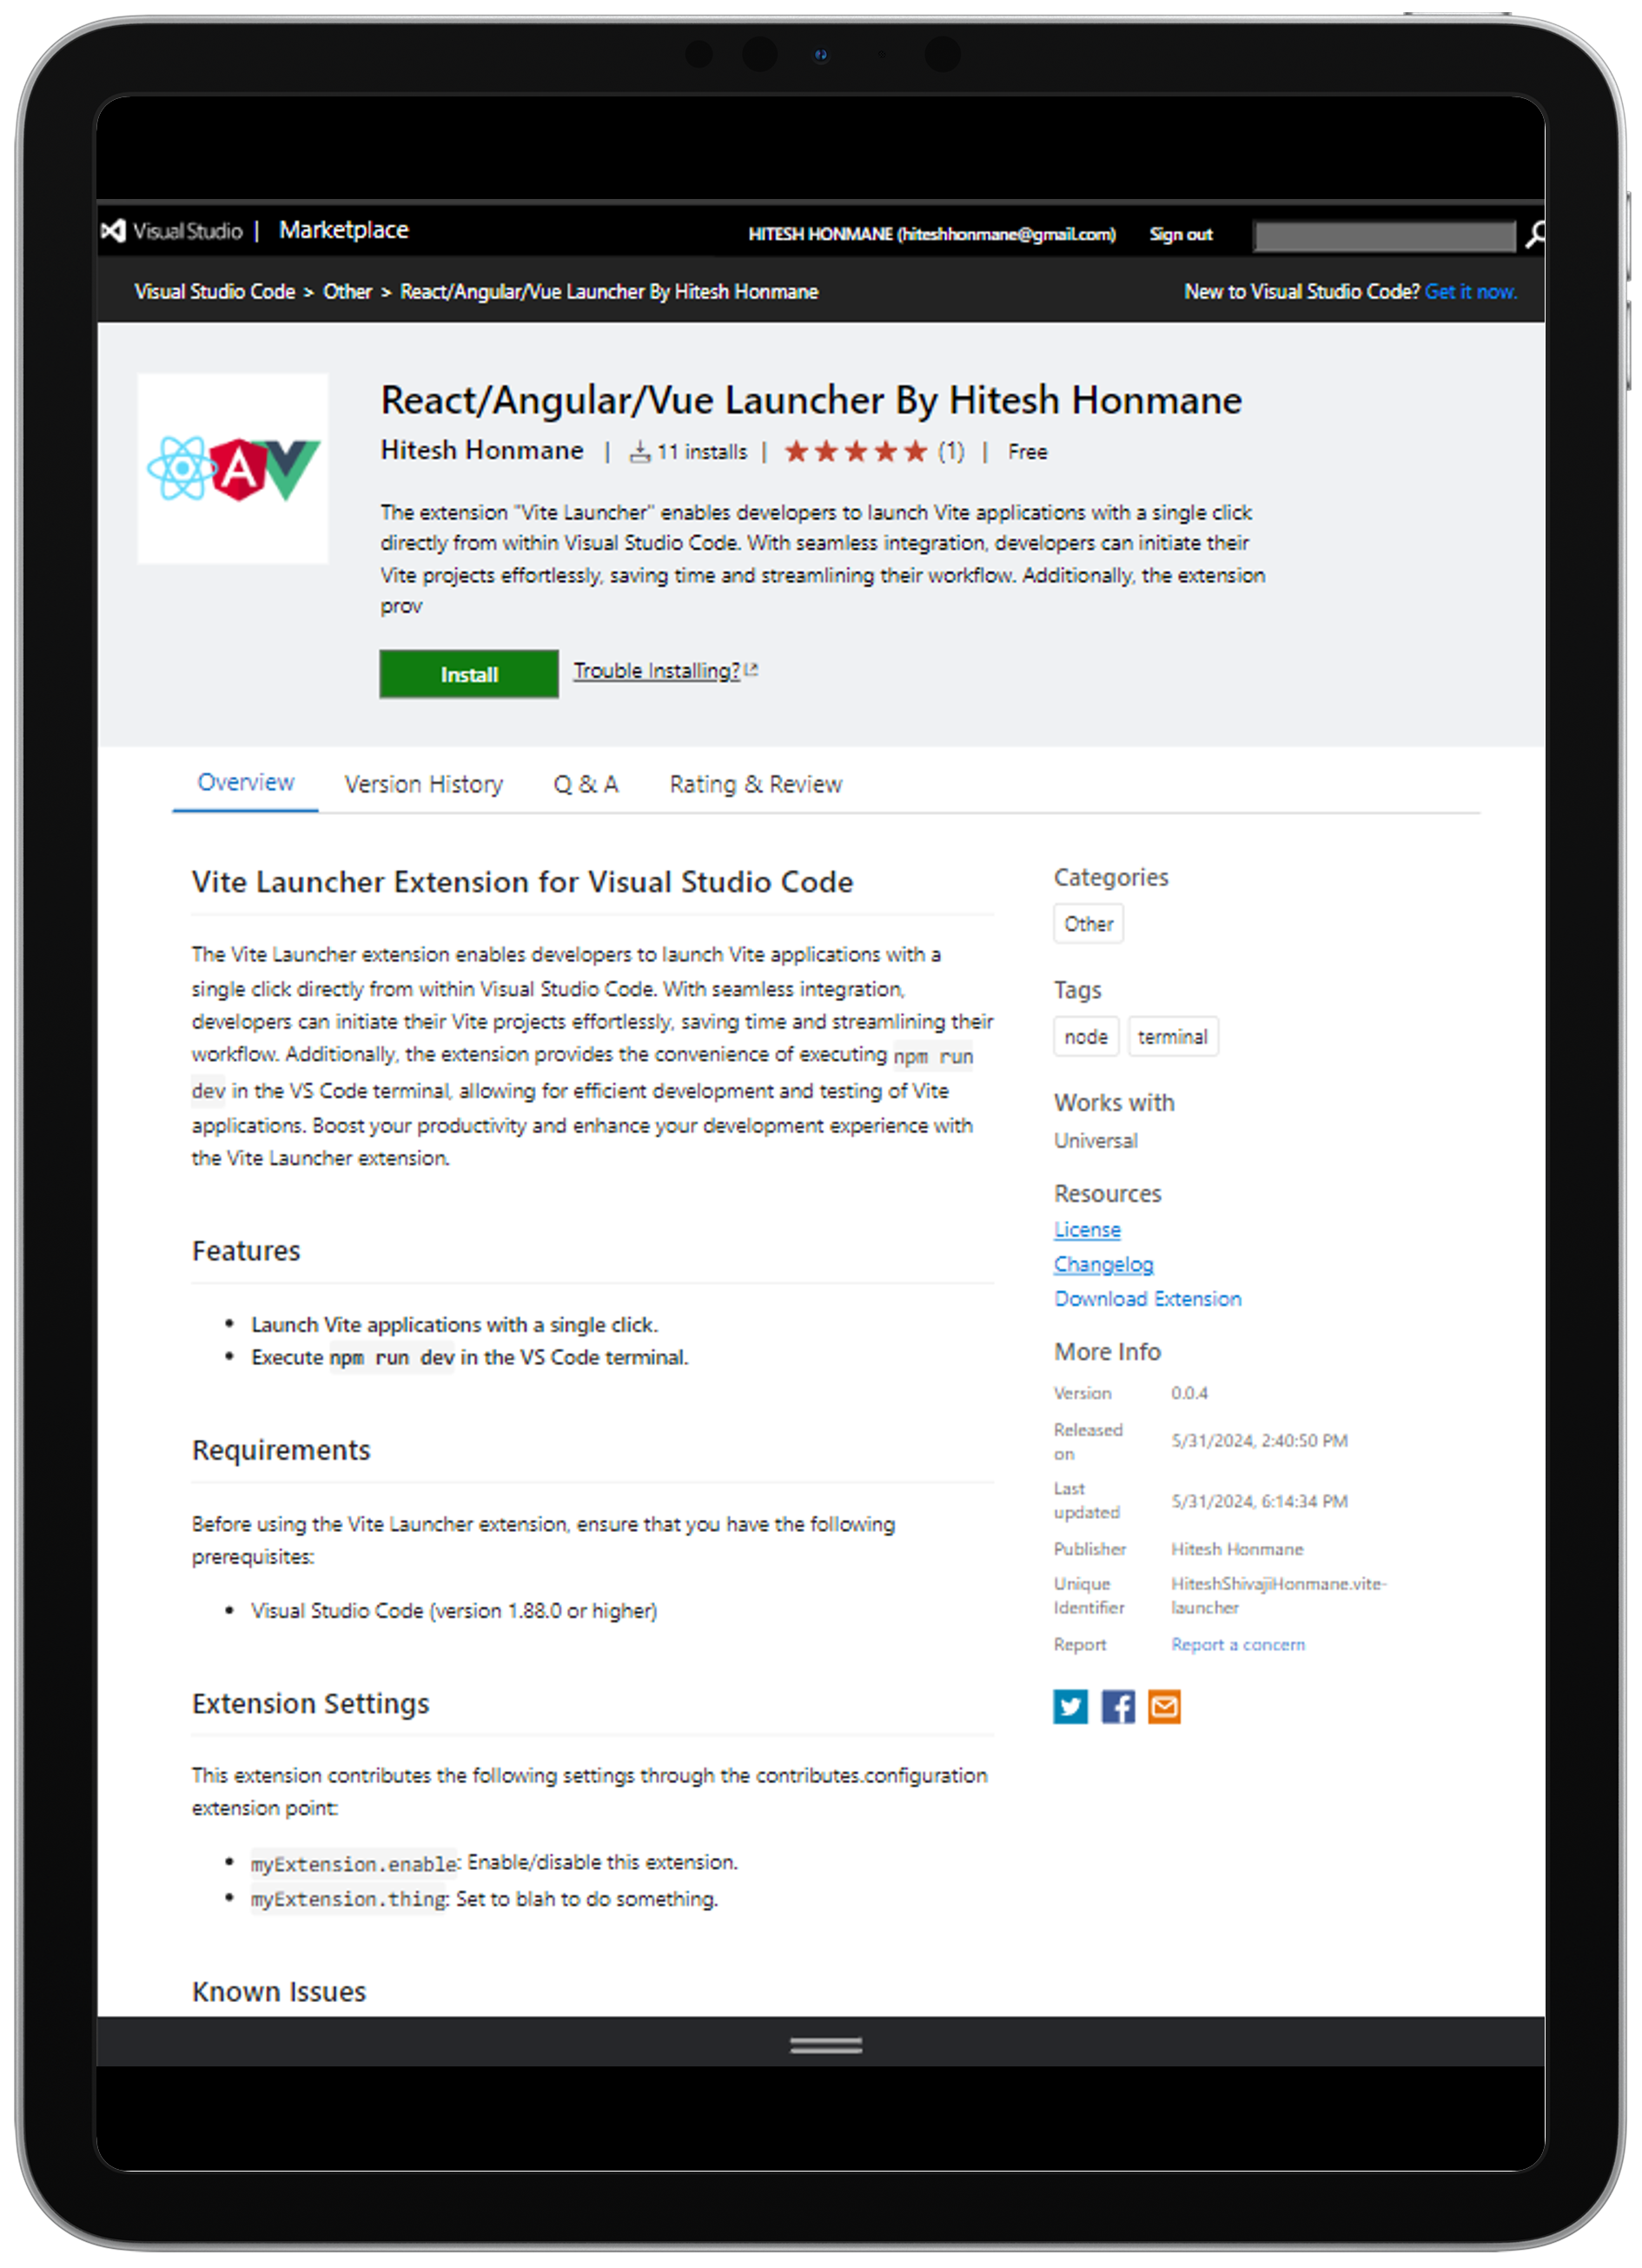 Visual Studio | Marketplace
HITESH HONMANE (hiteshhonmane@gmail.com) Sign out
Visual Studio Code > Other > React/Angular/Vue Launcher By Hitesh Honmane
New to Visual Studio Code? Get it now.
React/Angular/Vue Launcher By Hitesh Honmane
Hitesh Honmane | 11 installs | ★★★★★ (1) | Free
The extension "Vite Launcher" enables developers to launch Vite applications with a single click
directly from within Visual Studio Code. With seamless integration, developers can initiate their
Vite projects effortlessly, saving time and streamlining their workflow. Additionally, the extension
prov
Install Trouble Installing?
Overview Version History Q & A Rating & Review
Vite Launcher Extension for Visual Studio Code
The Vite Launcher extension enables developers to launch Vite applications with a
single click directly from within Visual Studio Code. With seamless integration,
developers can initiate their Vite projects effortlessly, saving time and streamlining their
workflow. Additionally, the extension provides the convenience of executing npm run
dev in the VS Code terminal, allowing for efficient development and testing of Vite
applications. Boost your productivity and enhance your development experience with
the Vite Launcher extension.
Features
• Launch Vite applications with a single click.
• Execute npm run dev in the VS Code terminal.
Requirements
Before using the Vite Launcher extension, ensure that you have the following
prerequisites:
• Visual Studio Code (version 1.88.0 or higher)
Extension Settings
This extension contributes the following settings through the contributes.configuration
extension point:
• myExtension.enable: Enable/disable this extension.
• myExtension.thing: Set to blah to do something.
Known Issues
Categories
Other
Tags
node terminal
Works with
Universal
Resources
License
Changelog
Download Extension
More Info
Version 0.0.4
Released
on 5/31/2024, 2:40:50 PM
Last
updated 5/31/2024, 6:14:34 PM
Publisher Hitesh Honmane
Unique HiteshShivajiHonmane.vite-
Identifier launcher
Report Report a concern